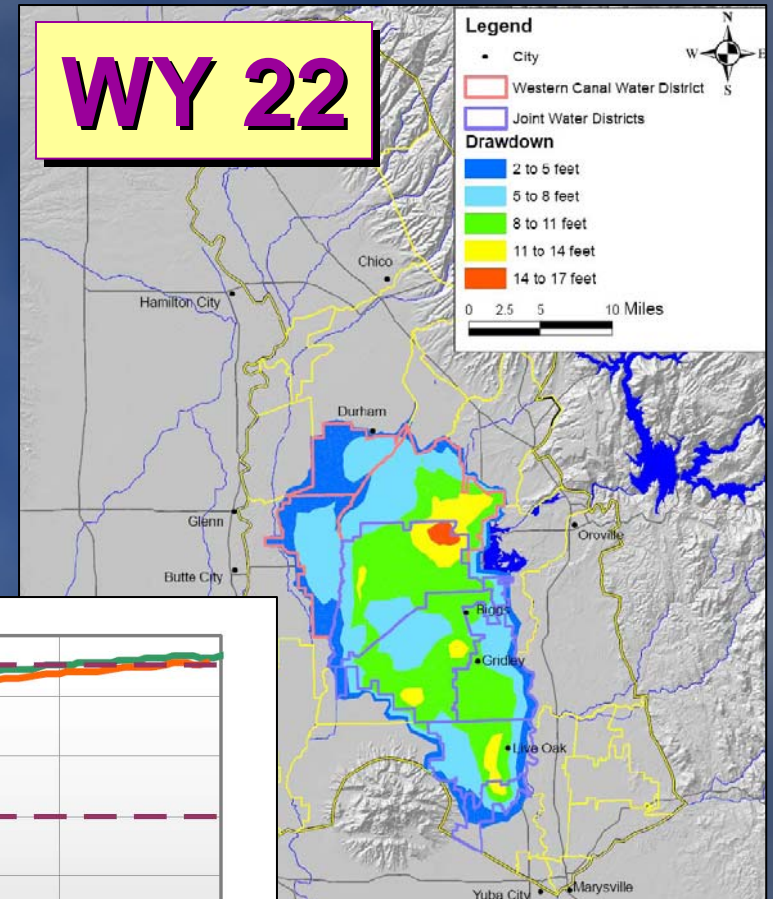 WY 22
Legend
N
W E
S
City
Western Canal Water District
Joint Water Districts
Drawdown
2 to 5 feet
5 to 8 feet
8 to 11 feet
11 to 14 feet
14 to 17 feet
0 2.5 5 10 Miles
Chico
Hamilton City
Durham
Glenn
Oroville
Butte City
Biggs
Gridley
Live Oak
Marysville
Yuba City